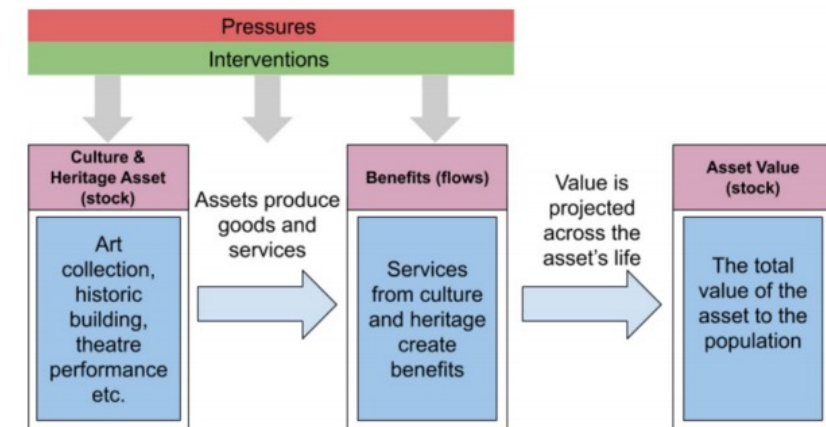 Pressures
Interventions
Culture &
Heritage Asset
(stock)
Art
collection,
historic
building,
theatre
performance
etc.
Assets produce
goods and
services
Benefits (flows)
Services
from culture
and heritage
create
benefits
Value is
projected
across the
asset's life
Asset Value
(stock)
The total
value of the
asset to the
population